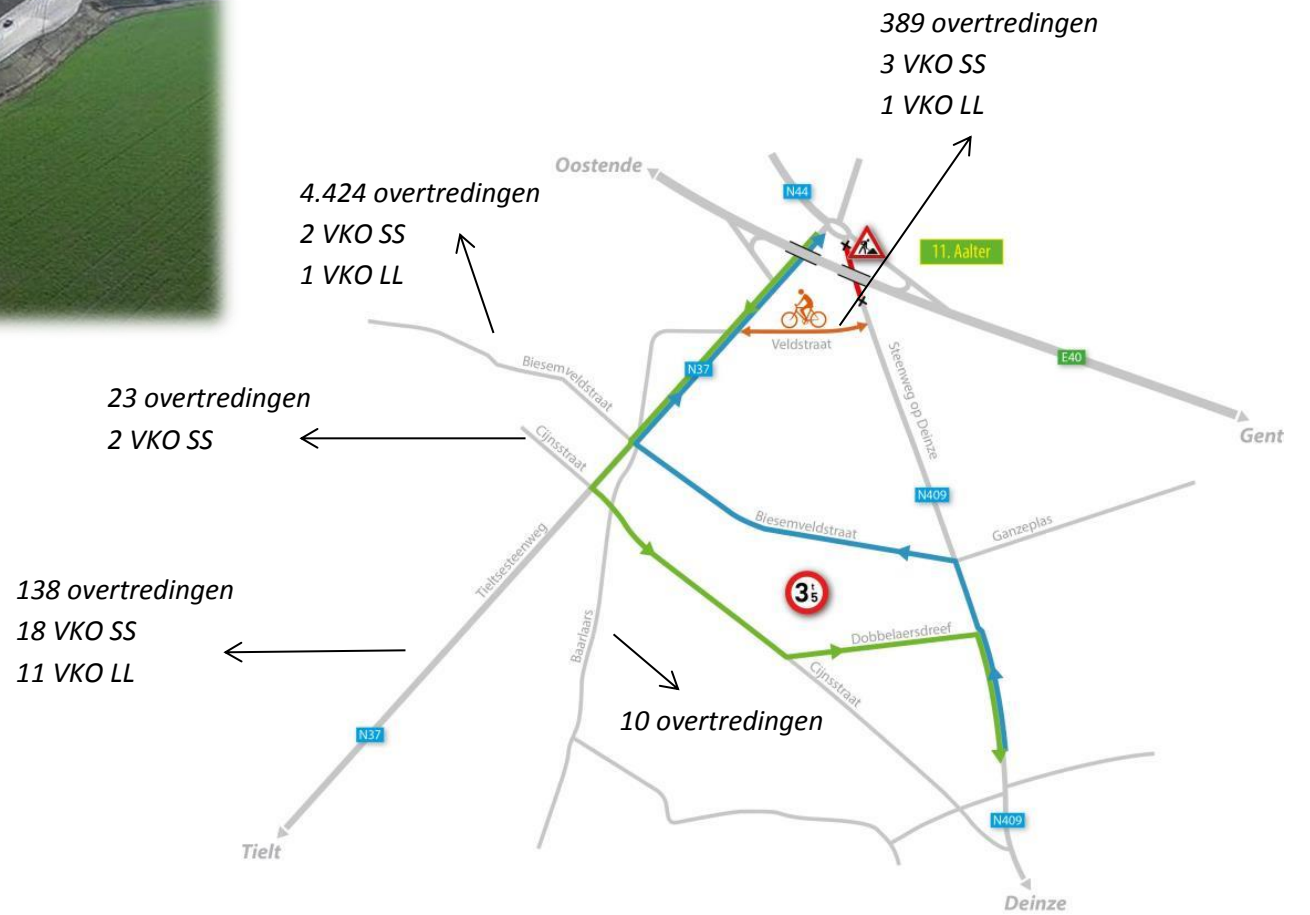 389 overtredingen
3 VKO SS
1 VKO LL
Oostende
N44
4.424 overtredingen
2 VKO SS
1 VKO LL
11. Aalter
Veldstraat
E40
Biesemveldstraat
N37
Steenweg op Deinze
23 overtredingen
2 VKO SS
Cijnsstraat
Gent
N409
Biesemveldstraat
Ganzeplas
Tieltsesteenweg
138 overtredingen
18 VKO SS
11 VKO LL
3t5
Baarlaars
Dobbelaersdreef
Cijnsstraat
10 overtredingen
N37
N409
Tielt
Deinze